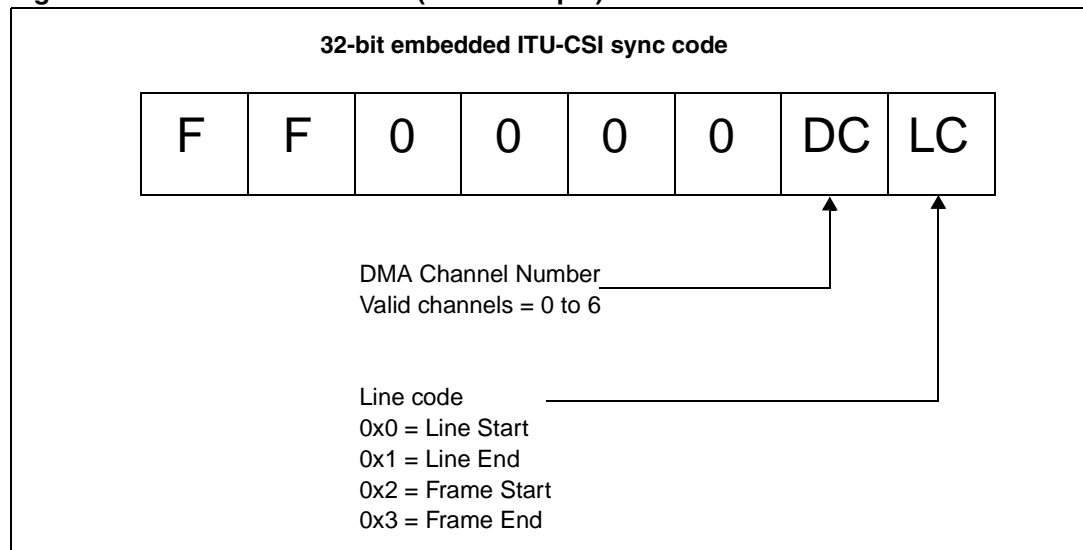 32-bit embedded ITU-CSI sync code
F F 0 0 0 0 DC LC
DMA Channel Number
Valid channels = 0 to 6
Line code
0x0 = Line Start
0x1 = Line End
0x2 = Frame Start
0x3 = Frame End